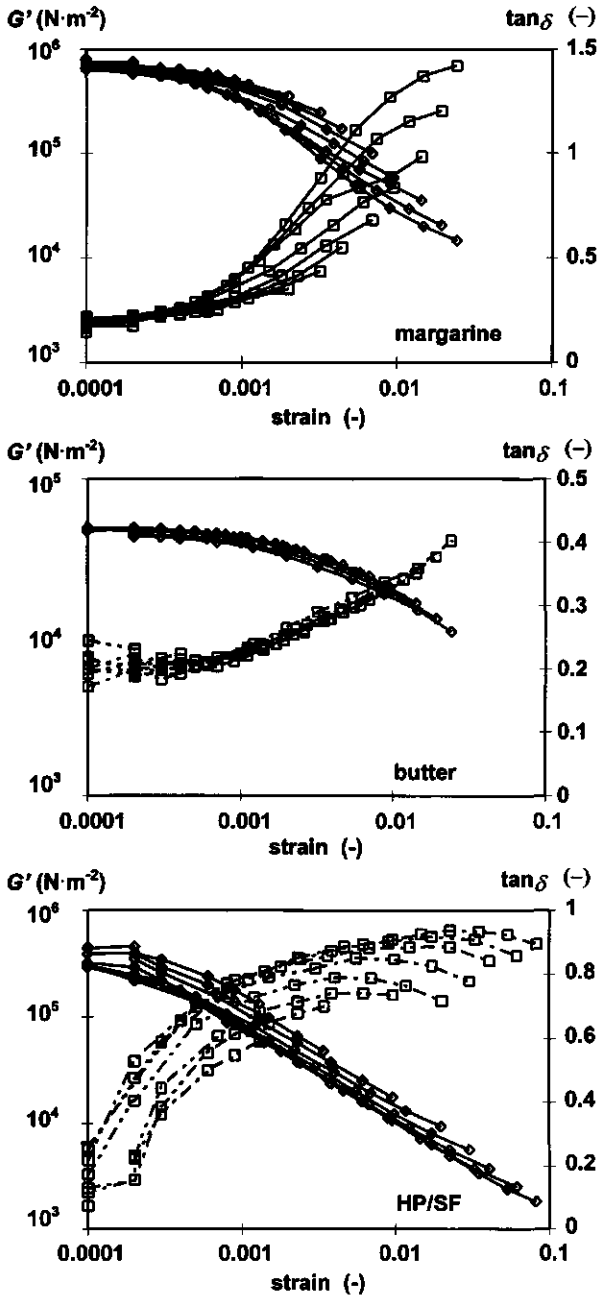 G' (N·m⁻²) tanδ (–)
10⁶ 1.5
10⁵ 1
10⁴ 0.5
margarine
10³ 0
0.0001 0.001 0.01 0.1
strain (-)
G' (N·m⁻²) tanδ (–)
10⁵ 0.5
0.4
0.3
10⁴ 0.2
0.1
butter
10³ 0
0.0001 0.001 0.01 0.1
strain (-)
G' (N·m⁻²) tanδ (–)
10⁶ 1
0.8
10⁵ 0.6
10⁴ 0.4
0.2
HP/SF
10³ 0
0.0001 0.001 0.01 0.1
strain (-)